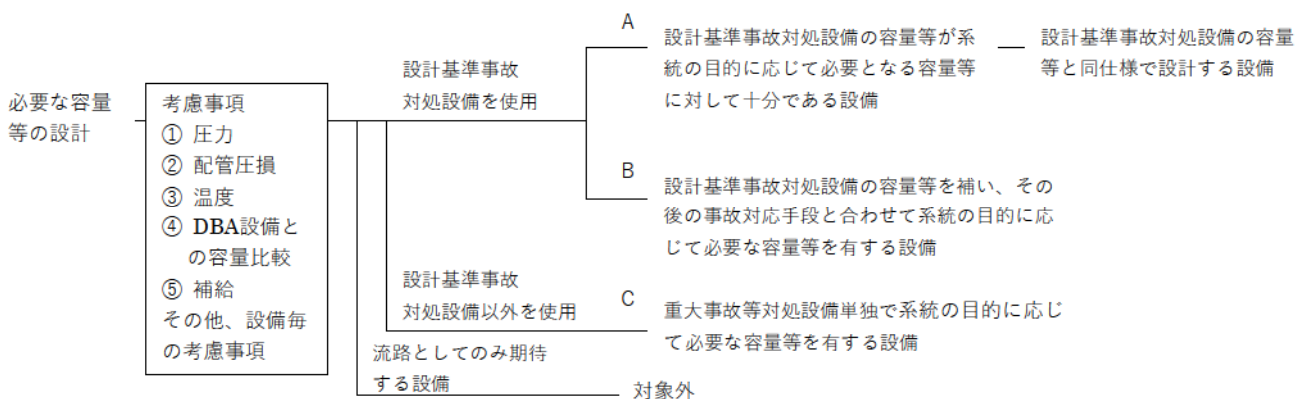 必要な容量
等の設計
考慮事項
① 圧力
② 配管圧損
③ 温度
④ DBA設備と
の容量比較
⑤ 補給
その他、設備毎
の考慮事項
設計基準事故
対処設備を使用
A
設計基準事故対処設備の容量等が系
統の目的に応じて必要となる容量等
に対して十分である設備
設計基準事故対処設備の容量
等と同仕様で設計する設備
B
設計基準事故対処設備の容量等を補い、その
後の事故対応手段と合わせて系統の目的に応
じて必要な容量等を有する設備
設計基準事故
対処設備以外を使用
C
重大事故等対処設備単独で系統の目的に応じ
て必要な容量等を有する設備
流路としてのみ期待
する設備
対象外